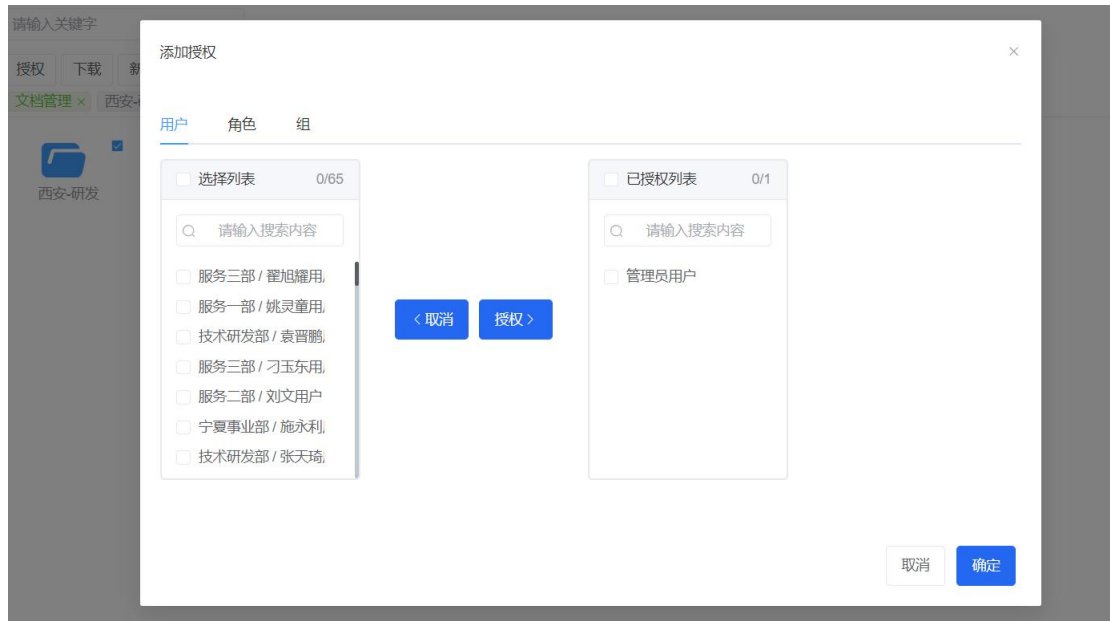 请输入关键字
添加授权
授权 下载 新
文档管理 × 西安-
用户 角色 组
西安-研发
选择列表 0/65
请输入搜索内容
服务三部 / 翟旭耀用
服务一部 / 姚灵童用
技术研发部 / 袁晋鹏
服务三部 / 刁玉东用
服务二部 / 刘文用户
宁夏事业部 / 施永利
技术研发部 / 张天琦
< 取消 授权 >
已授权列表 0/1
请输入搜索内容
管理员用户
取消 确定